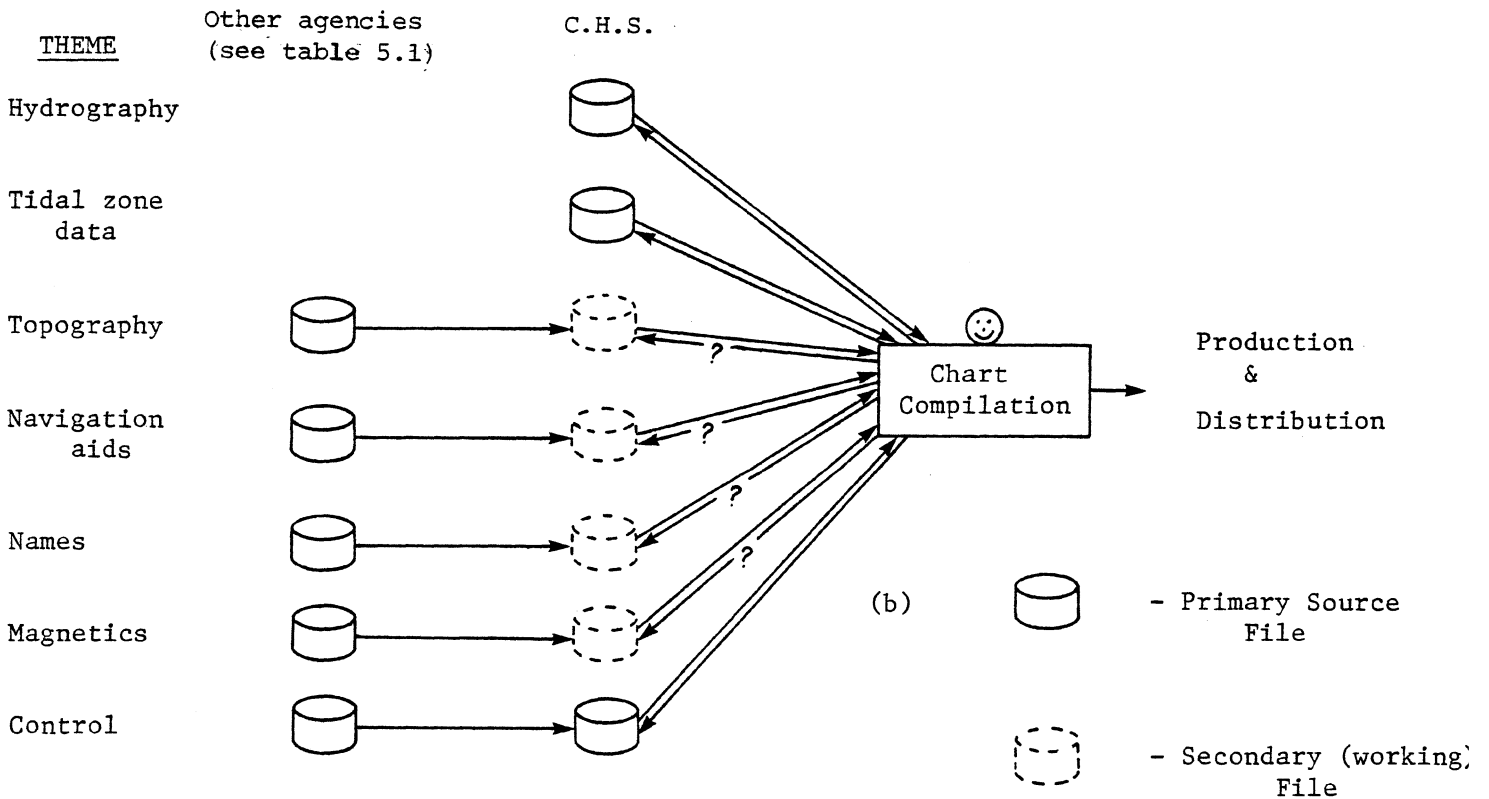 THEME
Other agencies
(see table 5.1)
C.H.S.
Hydrography
Tidal zone
data
Topography
?
Navigation
aids
?
Names
?
Magnetics
?
Control
Chart
Compilation
Production
&
Distribution
(b)
- Primary Source
File
- Secondary (working)
File